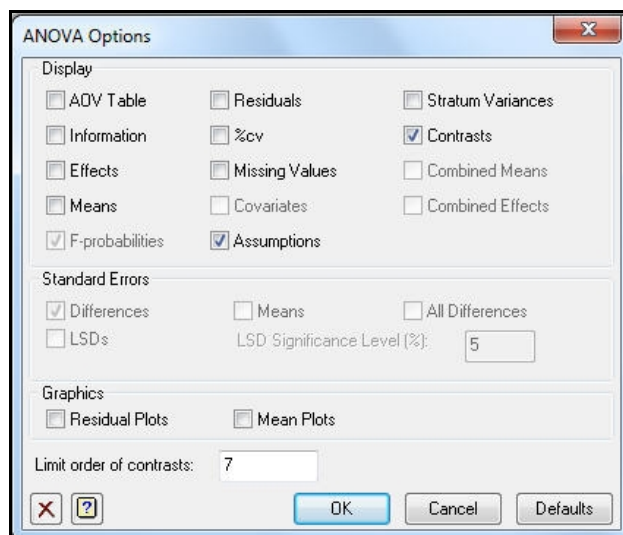 ANOVA Options
Display
AOV Table Residuals Stratum Variances
Information %cv Contrasts
Effects Missing Values Combined Means
Means Covariates Combined Effects
F-probabilities Assumptions
Standard Errors
Differences Means All Differences
LSDs LSD Significance Level (%): 5
Graphics
Residual Plots Mean Plots
Limit order of contrasts: 7
OK Cancel Defaults